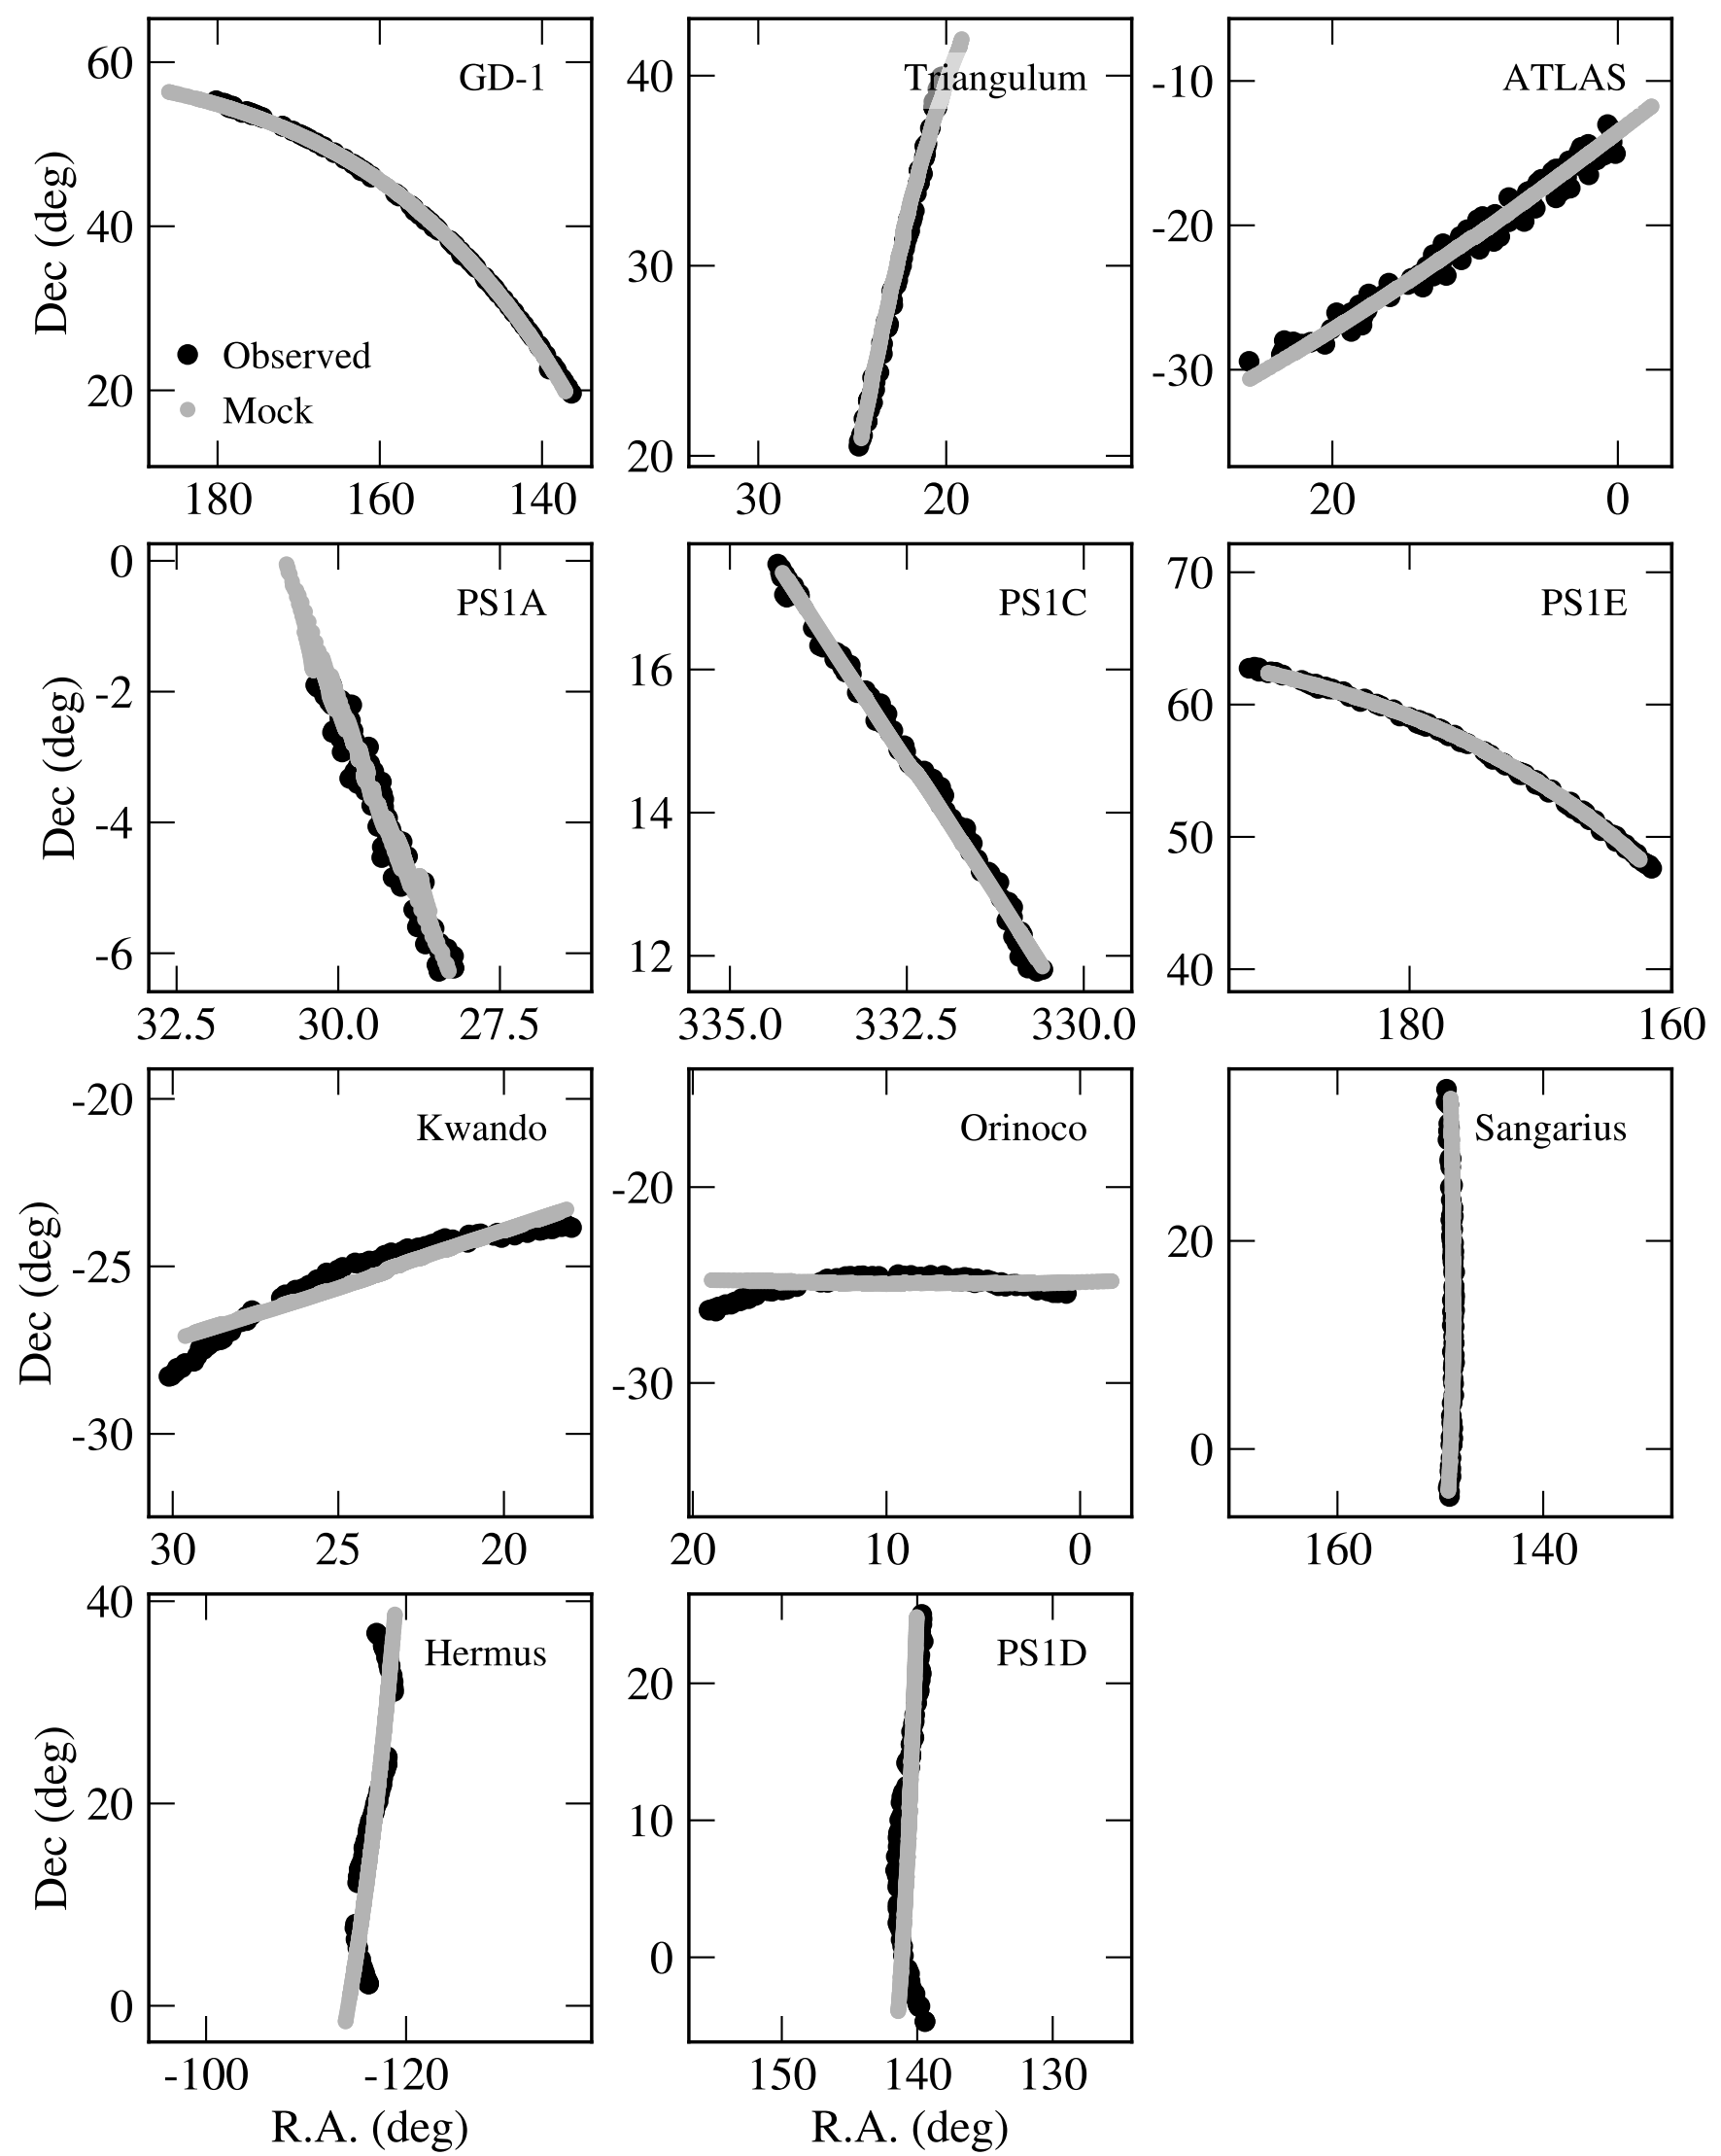 60
40
20
Dec (deg)
GD-1
Observed
Mock
180 160 140
40
30
20
Triangulum
30 20
-10
-20
-30
ATLAS
20 0
0
-2
-4
-6
Dec (deg)
PS1A
32.5 30.0 27.5
16
14
12
PS1C
335.0 332.5 330.0
70
60
50
40
PS1E
180 160
-20
-25
-30
Dec (deg)
Kwando
30 25 20
-20
-30
Orinoco
20 10 0
20
0
Sangarius
160 140
40
20
0
Dec (deg)
Hermus
-100 -120
R.A. (deg)
20
10
0
PS1D
150 140 130
R.A. (deg)